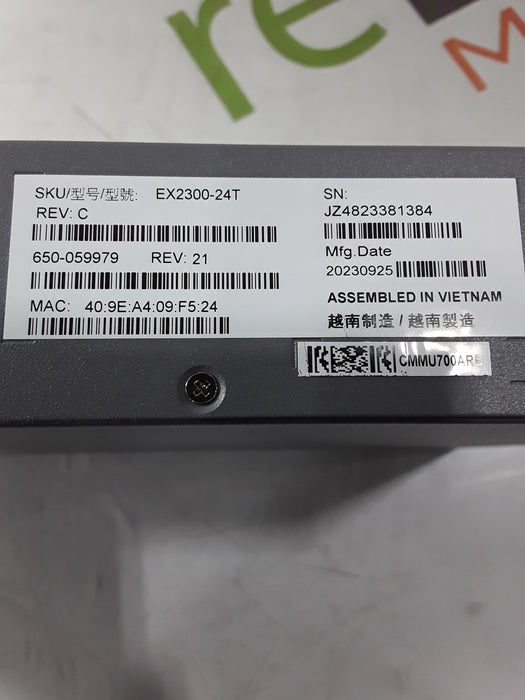 re
M
SKU/型号/型號: EX2300-24T
REV: C
650-059979 REV: 21
MAC: 40:9E:A4:09:F5:24
SN:
JZ4823381384
Mfg.Date
20230925
ASSEMBLED IN VIETNAM
越南制造 / 越南製造